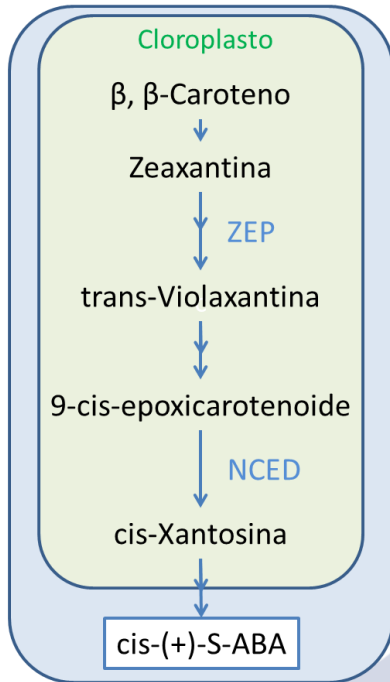 Cloroplasto
β, β-Caroteno
Zeaxantina
ZEP
trans-Violaxantina
9-cis-epoxicarotenoide
NCED
cis-Xantosina
cis-(+)-S-ABA